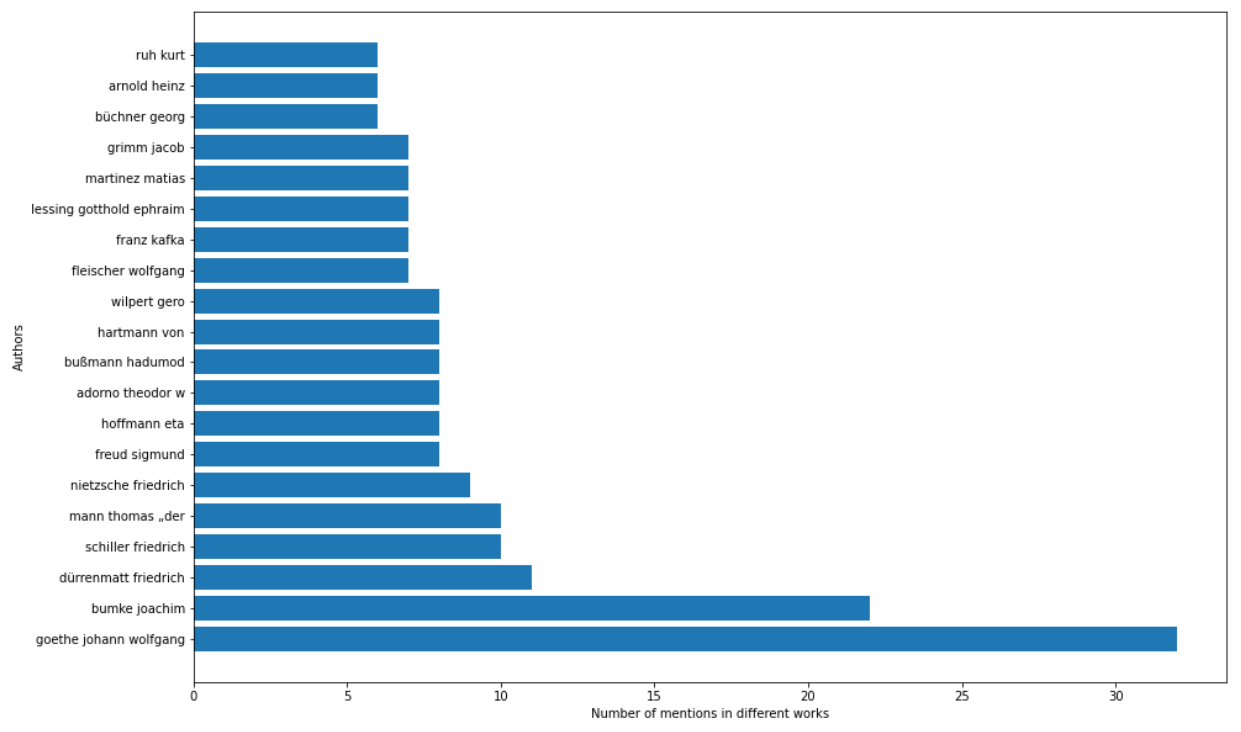 ruh kurt
arnold heinz
büchner georg
grimm jacob
martinez matias
lessing gotthold ephraim
franz kafka
fleischer wolfgang
wilpert gero
hartmann von
bußmann hadumod
adorno theodor w
hoffmann eta
freud sigmund
nietzsche friedrich
mann thomas „der
schiller friedrich
dürrenmatt friedrich
bumke joachim
goethe johann wolfgang
Authors
0 5 10 15 20 25 30
Number of mentions in different works